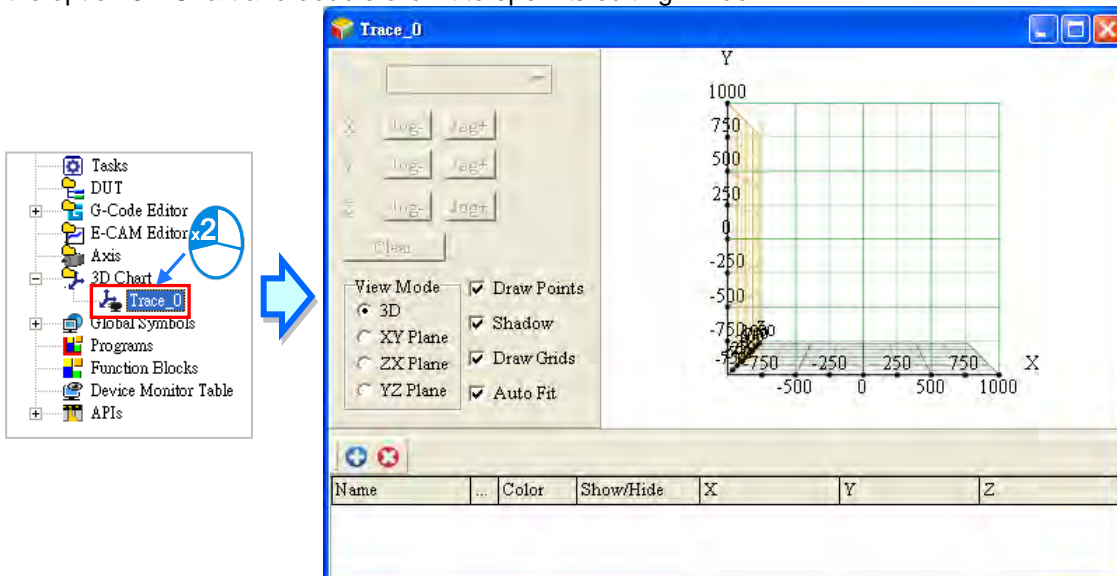 Trace_0
Tasks
DUT
G-Code Editor
E-CAM Editor
x2
Axis
3D Chart
Trace_0
Global Symbols
Programs
Function Blocks
Device Monitor Table
APIs
X Jog- Jog+
Y Jog- Jog+
Z Jog- Jog+
Clear
View Mode
3D
XY Plane
ZX Plane
YZ Plane
Draw Points
Shadow
Draw Grids
Auto Fit
Y
1000
750
500
250
0
-250
-500
-750 -250 250 750 X
-500 0 500 1000
Name ... Color Show/Hide X Y Z